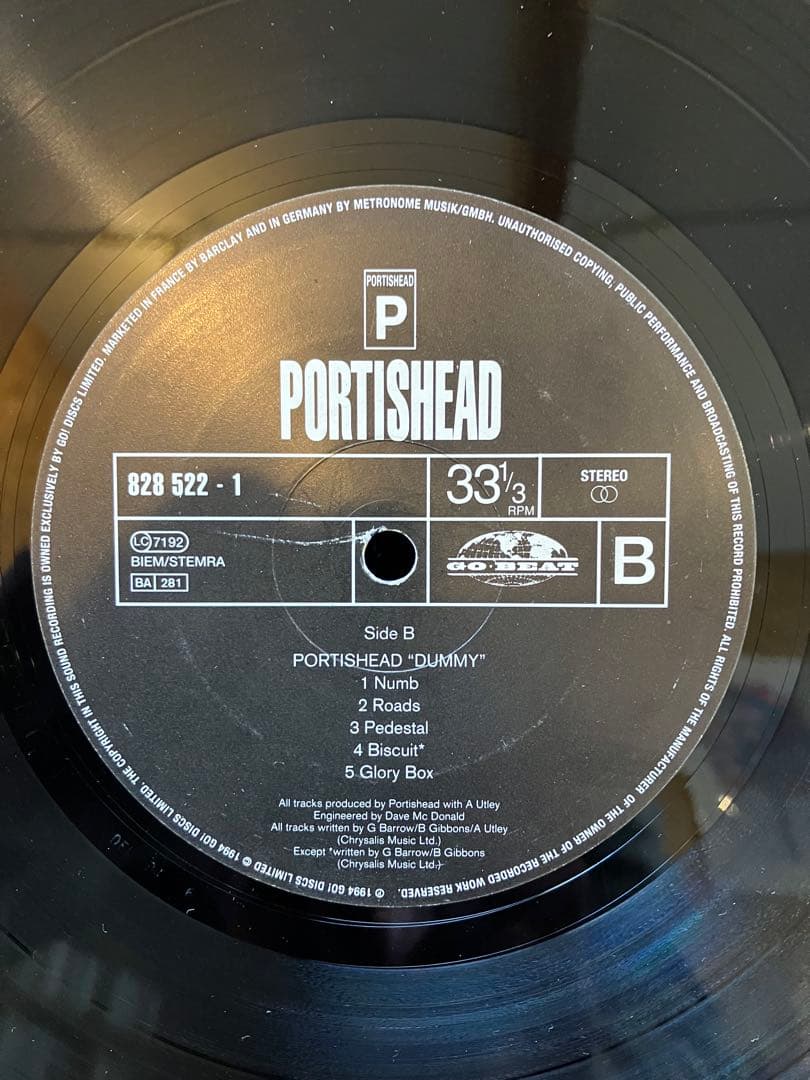 PORTISHEAD
P
PORTISHEAD
828 522 - 1
33 1/3 RPM
STEREO
LC 7192
BIEM/STEMRA
BA 281
GO·BEAT
B
Side B
PORTISHEAD “DUMMY”
1 Numb
2 Roads
3 Pedestal
4 Biscuit*
5 Glory Box
All tracks produced by Portishead with A Utley
Engineered by Dave Mc Donald
All tracks written by G Barrow/B Gibbons/A Utley
(Chrysalis Music Ltd.)
Except *written by G Barrow/B Gibbons
(Chrysalis Music Ltd.)
℗ 1994 GO! DISCS LIMITED © 1994 GO! DISCS LIMITED. THE COPYRIGHT IN THIS SOUND RECORDING IS OWNED EXCLUSIVELY BY GO! DISCS LIMITED. MARKETED IN FRANCE BY BARCLAY AND IN GERMANY BY METRONOME MUSIK/GMBH. UNAUTHORISED COPYING, PUBLIC PERFORMANCE AND BROADCASTING OF THIS RECORD PROHIBITED. ALL RIGHTS OF THE MANUFACTURER OF THE OWNER OF THE RECORDED WORK RESERVED.